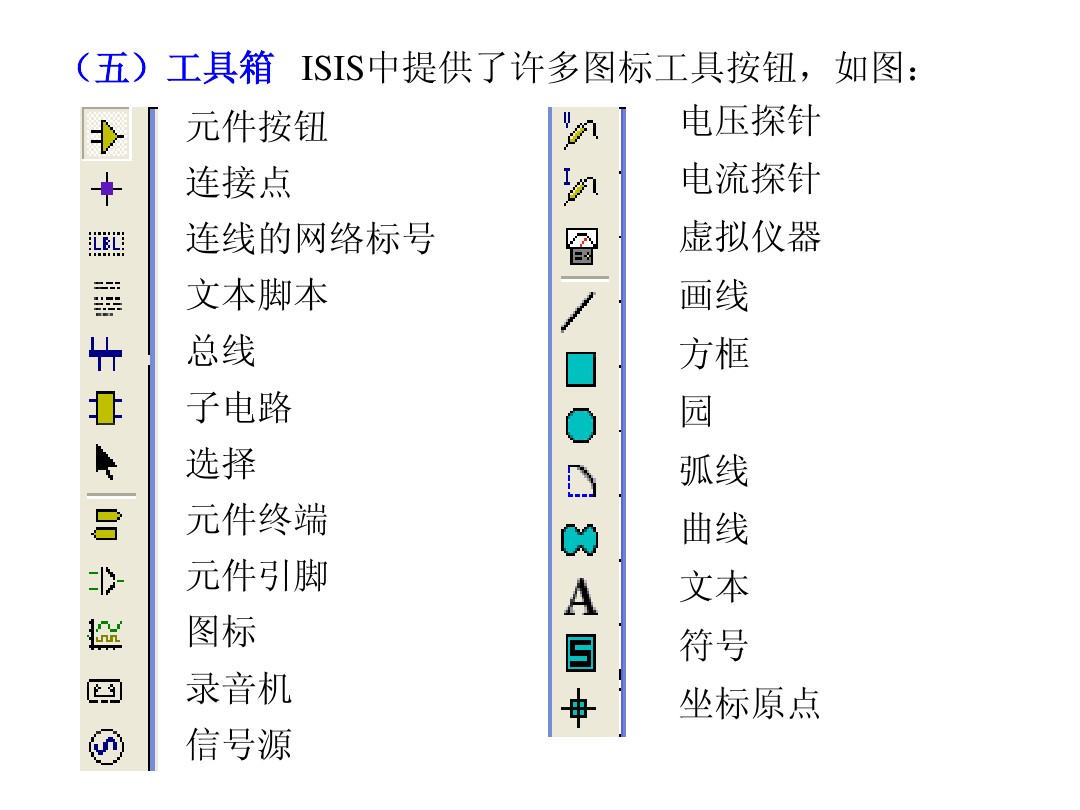 （五）工具箱 ISIS中提供了许多图标工具按钮，如图：
元件按钮
连接点
LBL
连线的网络标号
文本脚本
总线
子电路
选择
元件终端
元件引脚
图标
录音机
信号源
V
电压探针
I
电流探针
虚拟仪器
画线
方框
园
弧线
曲线
A
文本
S
符号
坐标原点